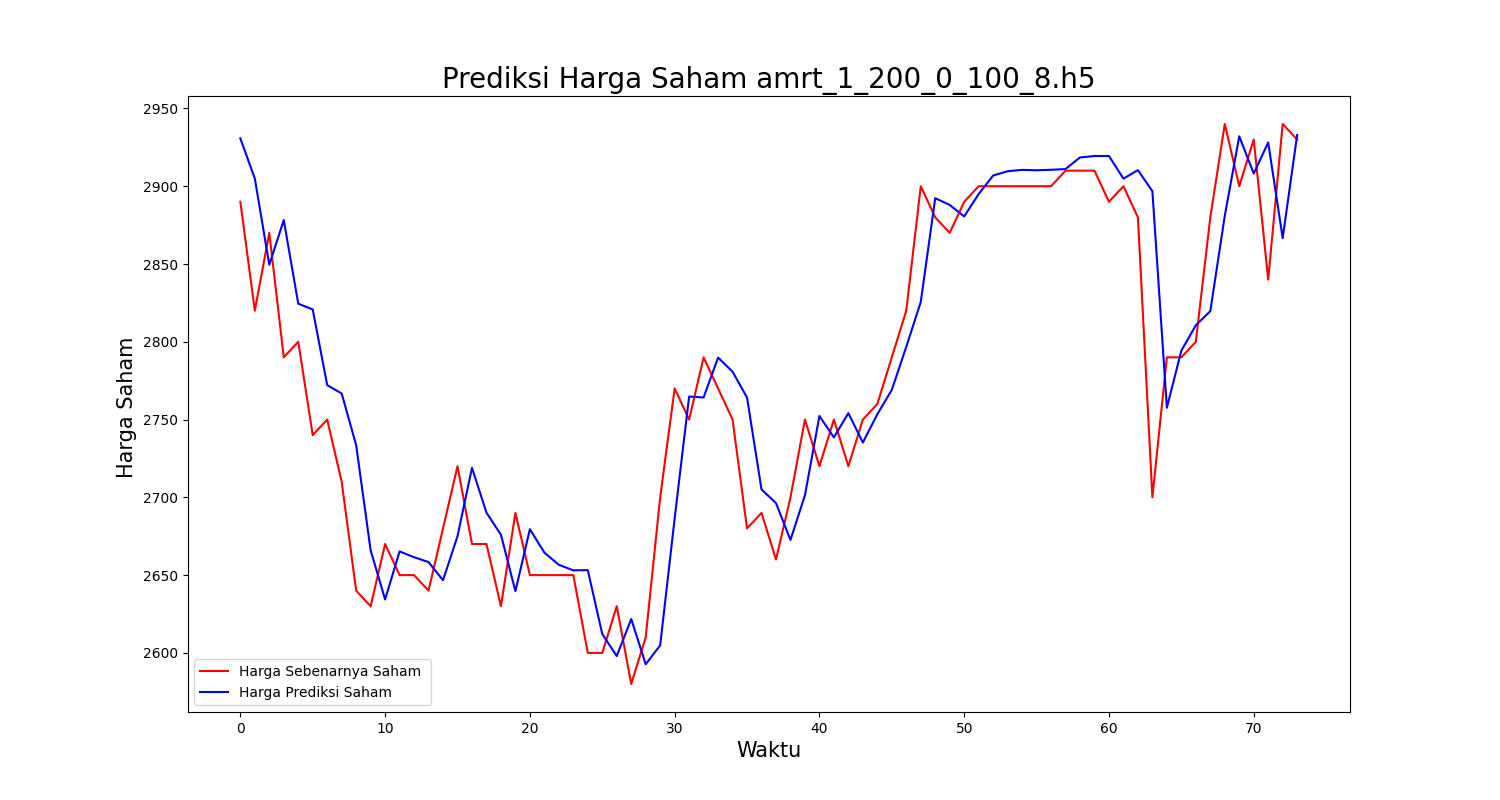 Prediksi Harga Saham amrt_1_200_0_100_8.h5
2950
2900
2850
2800
2750
2700
2650
2600
Harga Saham
Harga Sebenarnya Saham
Harga Prediksi Saham
0 10 20 30 40 50 60 70
Waktu